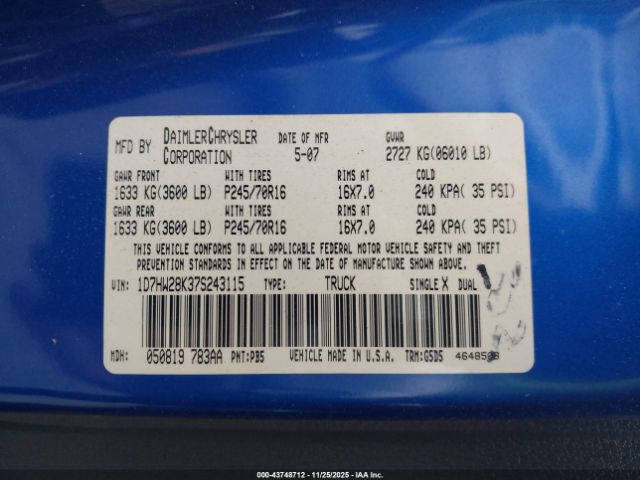 MFD BY DAIMLERCHRYSLER CORPORATION DATE OF MFR 5-07 GVWR 2727 KG(06010 LB)
GAWR FRONT WITH TIRES RIMS AT COLD
1633 KG(3600 LB) P245/70R16 16X7.0 240 KPA( 35 PSI)
GAWR REAR WITH TIRES RIMS AT COLD
1633 KG(3600 LB) P245/70R16 16X7.0 240 KPA( 35 PSI)
THIS VEHICLE CONFORMS TO ALL APPLICABLE FEDERAL MOTOR VEHICLE SAFETY AND THEFT
PREVENTION STANDARDS IN EFFECT ON THE DATE OF MANUFACTURE SHOWN ABOVE.
VIN: 1D7HW28K37S243115 TYPE: TRUCK SINGLE X DUAL
MDH: 050819 783AA PNT:PB5 VEHICLE MADE IN U.S.A. TRM:G5D5
000-43748712 - 11/25/2025 - IAA Inc.